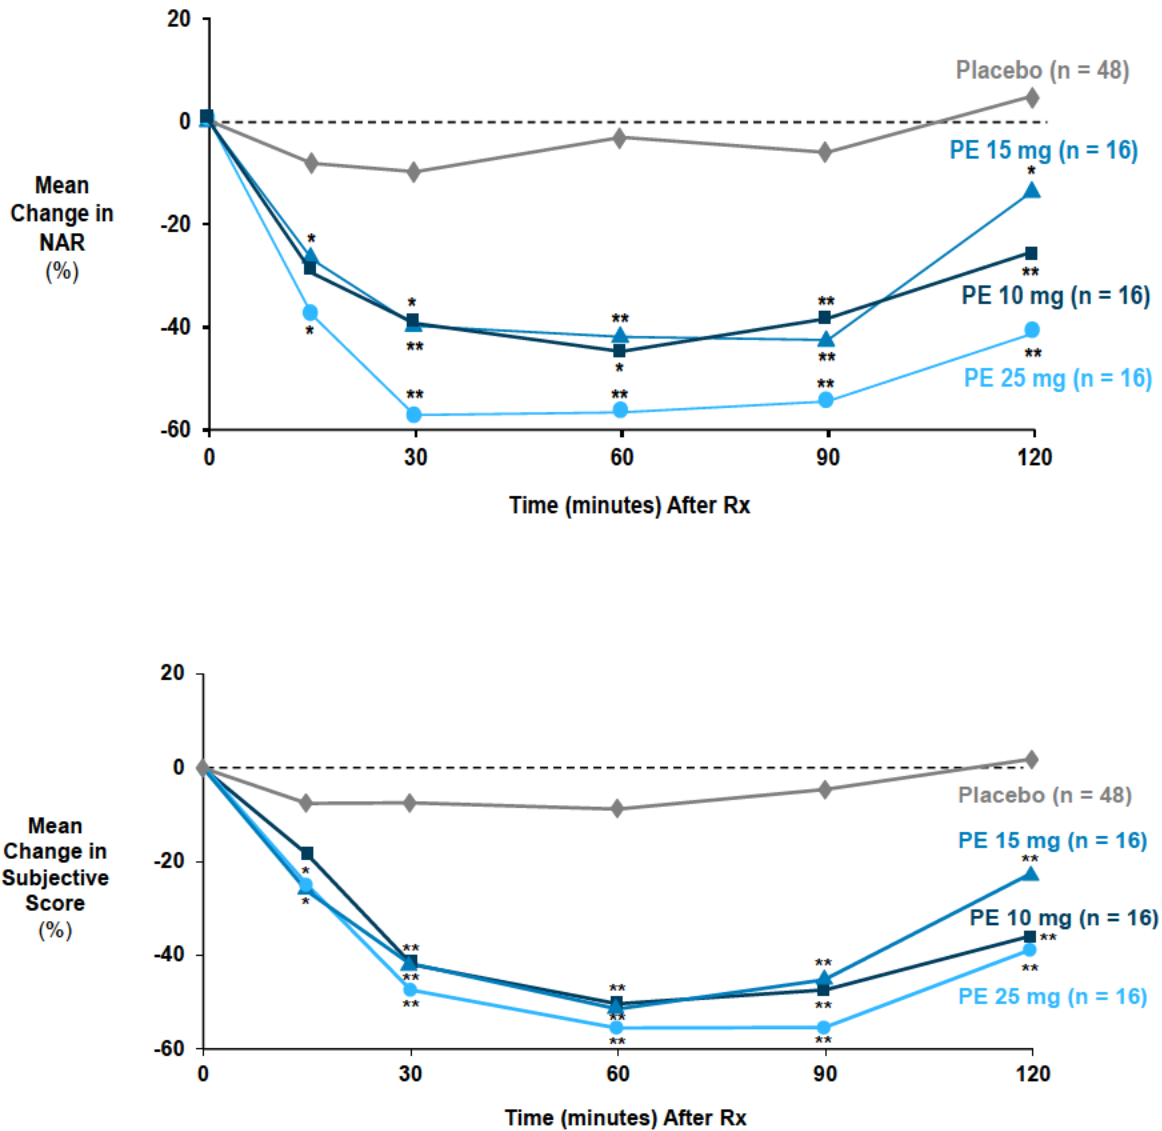 20
Placebo (n = 48)
0
PE 15 mg (n = 16)
Mean
Change in
NAR
(%)
*
*
-20
**
PE 10 mg (n = 16)
*
**
**
*
-40
**
*
**
**
PE 25 mg (n = 16)
**
**
**
-60
0 30 60 90 120
Time (minutes) After Rx
20
0
Placebo (n = 48)
Mean
Change in
Subjective
Score
(%)
PE 15 mg (n = 16)
-20
**
*
*
PE 10 mg (n = 16)
**
-40
**
**
**
**
**
PE 25 mg (n = 16)
**
**
**
**
**
-60
0 30 60 90 120
Time (minutes) After Rx